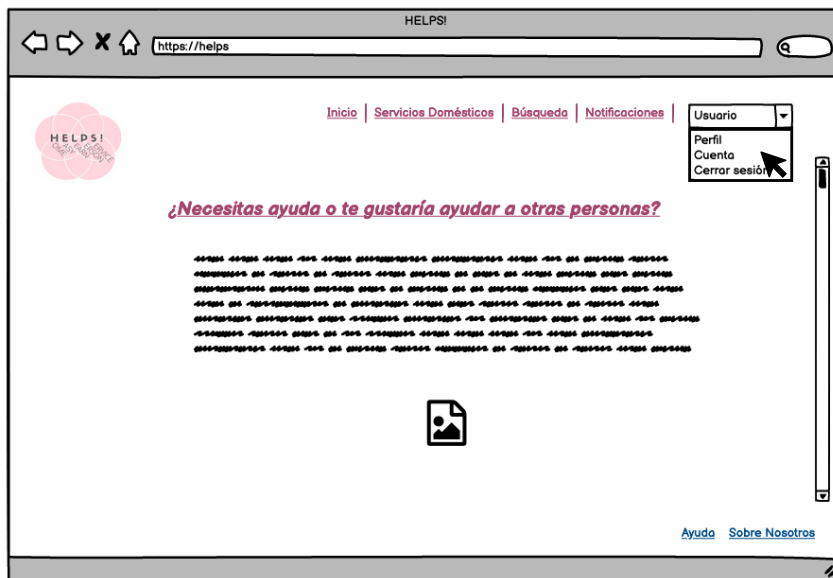 HELPS!
https://helps
HELPS!
Inicio Servicios Domésticos Búsqueda Notificaciones Usuario
Perfil
Cuenta
Cerrar sesión
¿Necesitas ayuda o te gustaría ayudar a otras personas?
Ayuda Sobre Nosotros